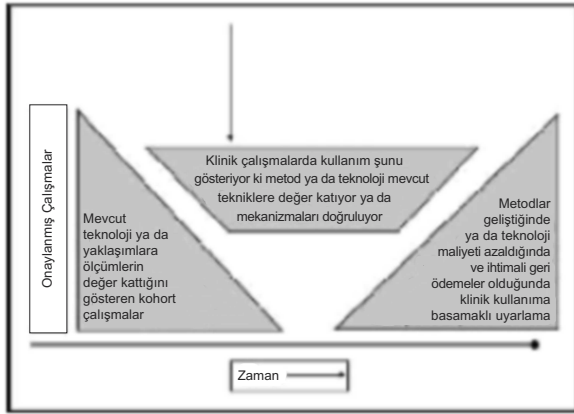 Onaylanmış Çalışmalar
Mevcut
teknoloji ya da
yaklaşımlara
ölçümlerin
değer kattığını
gösteren kohort
çalışmalar
Klinik çalışmalarda kullanım şunu
gösteriyor ki metod ya da teknoloji mevcut
tekniklere değer katıyor ya da
mekanizmaları doğruluyor
Metodlar
geliştiğinde
ya da teknoloji
maliyeti azaldığında
ve ihtimali geri
ödemeler olduğunda
klinik kullanıma
basamaklı uyarlama
Zaman